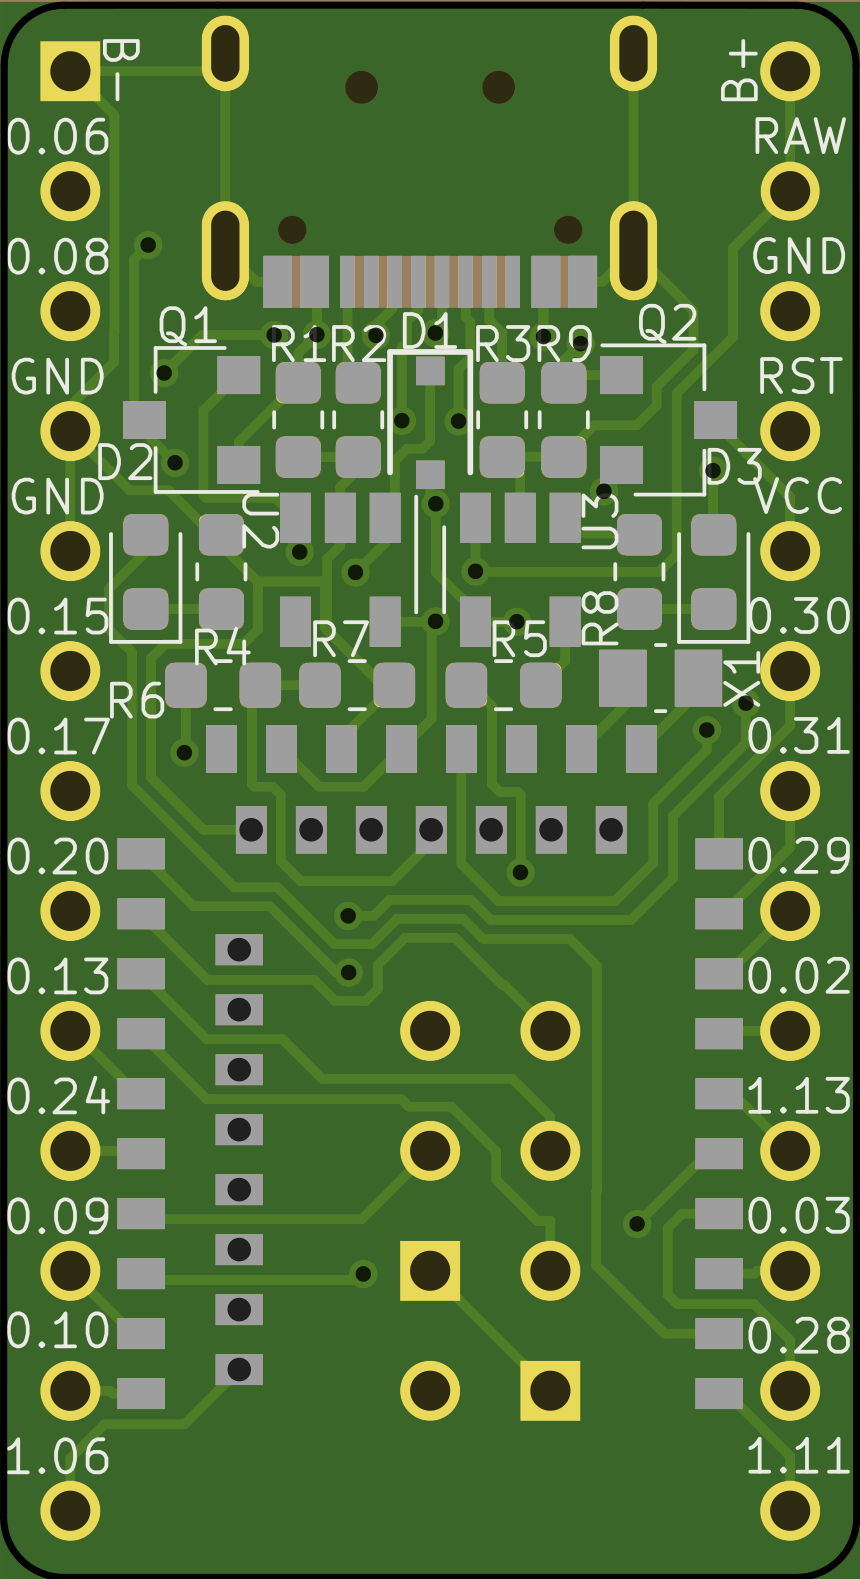 B-
B+
0.06
RAW
0.08
GND
Q1
R1
R2
D1
R3
R9
Q2
GND
RST
D2
D3
GND
U2
U3
VCC
0.15
R4
R7
R5
R8
0.30
R6
X1
0.17
0.31
0.20
0.29
0.13
0.02
0.24
1.13
0.09
0.03
0.10
0.28
1.06
1.11